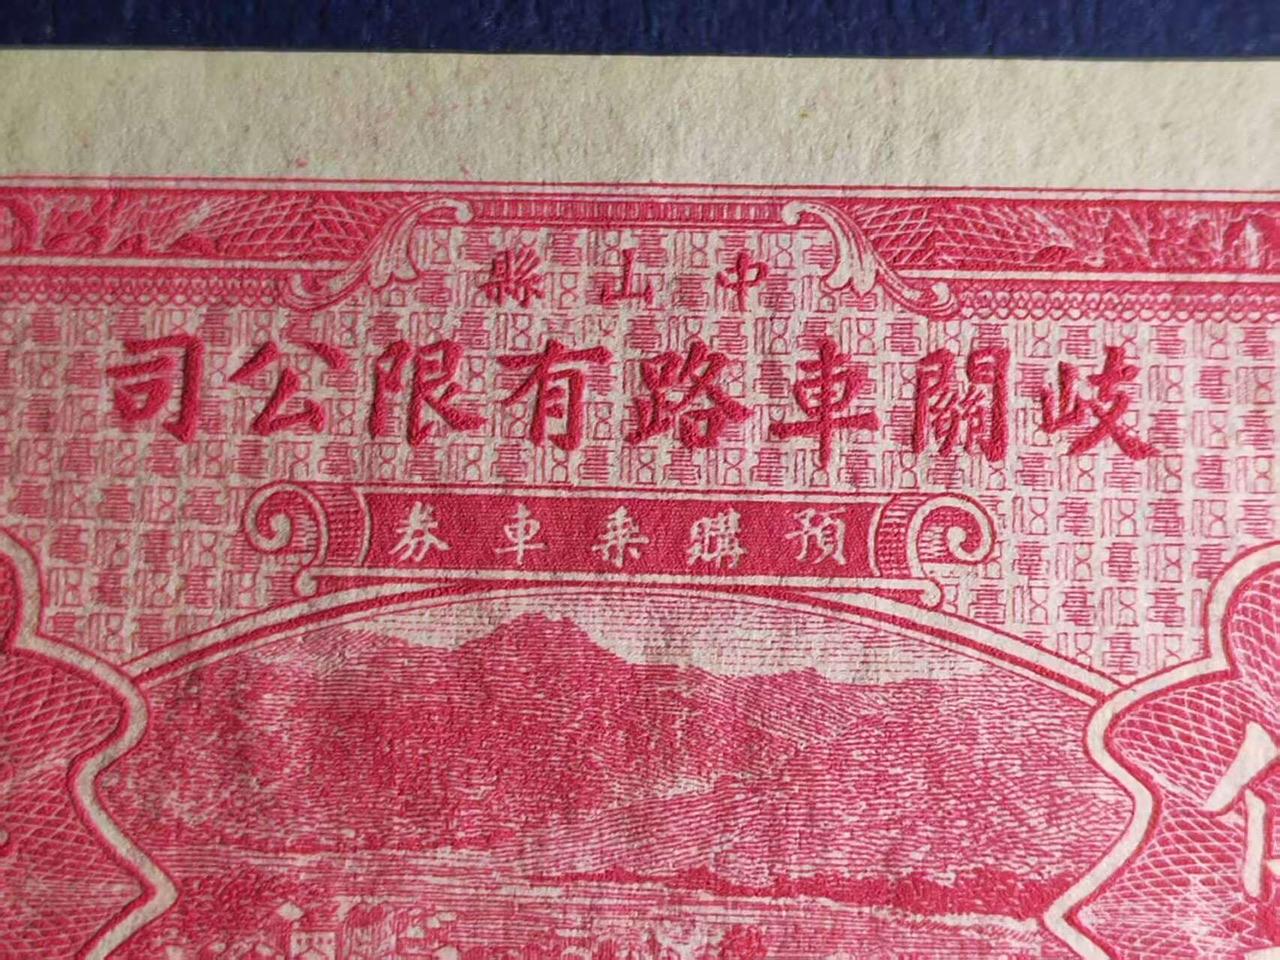 中山縣
岐關車路有限公司
預購乘車券